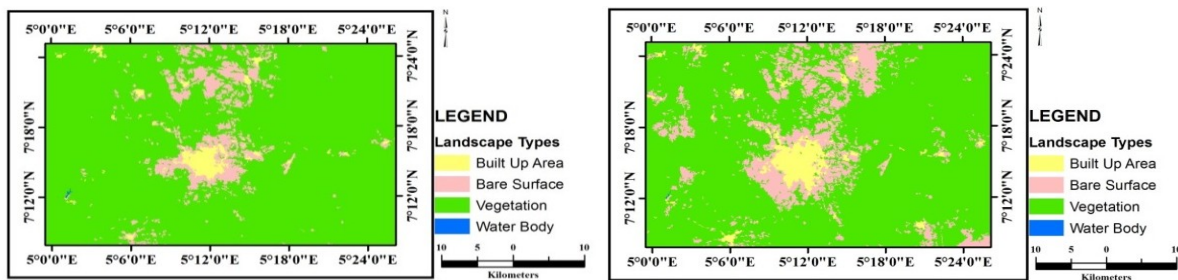 5°0'0"E 5°6'0"E 5°12'0"E 5°18'0"E 5°24'0"E
7°24'0"N
7°18'0"N
7°12'0"N
7°24'0"N
7°18'0"N
7°12'0"N
5°0'0"E 5°6'0"E 5°12'0"E 5°18'0"E 5°24'0"E
N
LEGEND
Landscape Types
Built Up Area
Bare Surface
Vegetation
Water Body
10 5 0 10
Kilometers
5°0'0"E 5°6'0"E 5°12'0"E 5°18'0"E 5°24'0"E
7°24'0"N
7°18'0"N
7°12'0"N
7°24'0"N
7°18'0"N
7°12'0"N
5°0'0"E 5°6'0"E 5°12'0"E 5°18'0"E 5°24'0"E
N
LEGEND
Landscape Types
Built Up Area
Bare Surface
Vegetation
Water Body
10 5 0 10
Kilometers